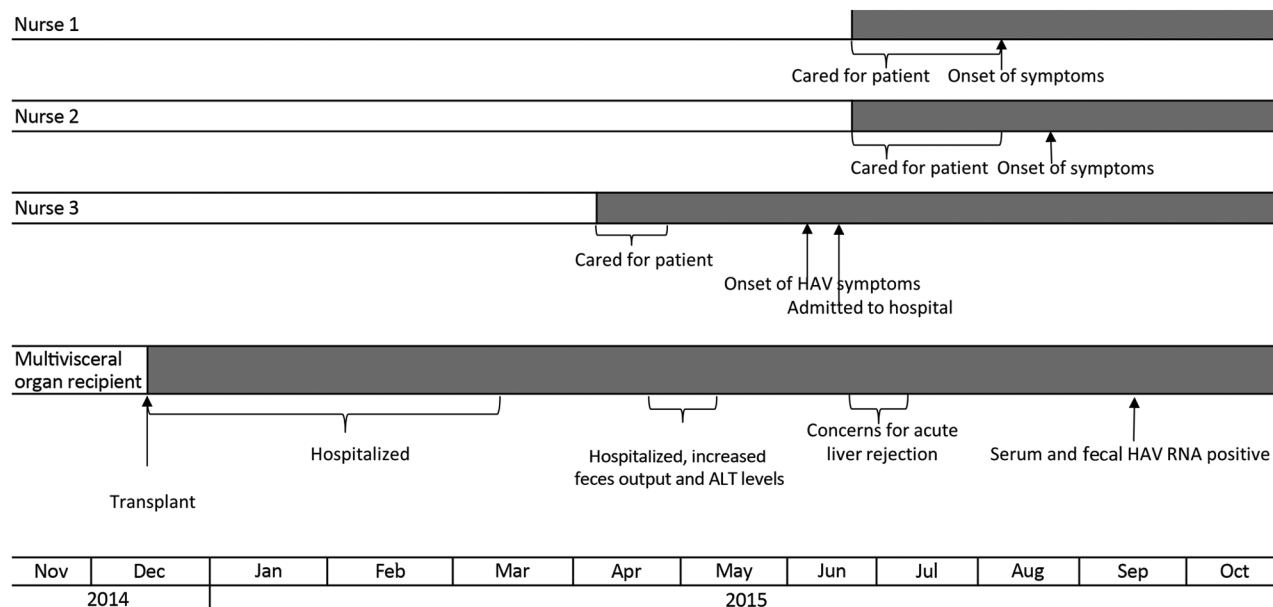 Nurse 1
Cared for patient
Onset of symptoms
Nurse 2
Cared for patient
Onset of symptoms
Nurse 3
Cared for patient
Onset of HAV symptoms
Admitted to hospital
Multivisceral
organ recipient
Hospitalized
Transplant
Hospitalized, increased
feces output and ALT levels
Concerns for acute
liver rejection
Serum and fecal HAV RNA positive
Nov Dec Jan Feb Mar Apr May Jun Jul Aug Sep Oct
2014 2015